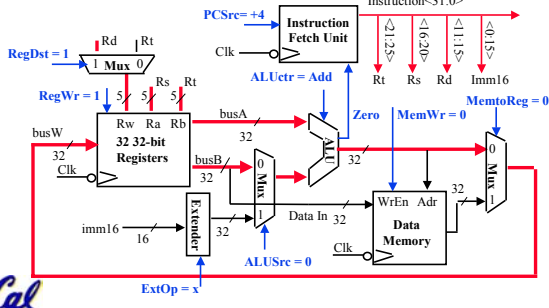 Instruction<31:0>
PCSrc= +4
Instruction
Fetch Unit
Clk
<21:25>
<16:20>
<11:15>
<0:15>
Rt
Rs
Rd
Imm16
RegDst = 1
Rd
Rt
1 Mux 0
ALUctr = Add
RegWr = 1
5
5
5
Rs
Rt
Zero
MemWr = 0
MemtoReg = 0
busW
32
Rw Ra Rb
32 32-bit
Registers
Clk
busA
32
busB
32
0
Mux
1
ALU
32
0
Mux
1
imm16
16
Extender
32
Data In
32
WrEn Adr
Data
Memory
32
Clk
ALUSrc = 0
ExtOp = x
Cal